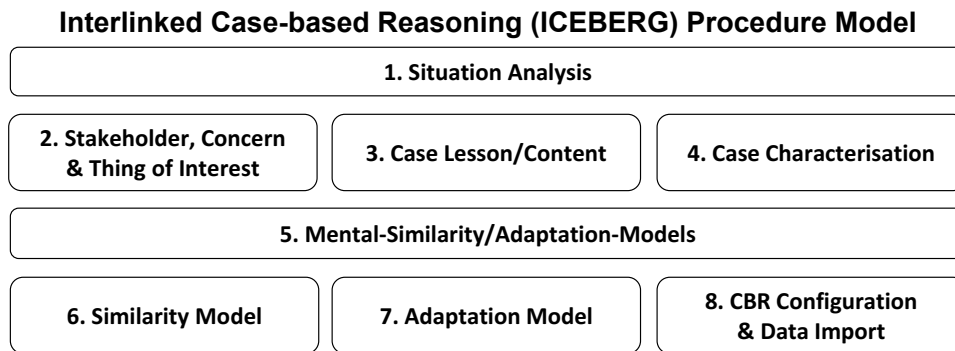 Interlinked Case-based Reasoning (ICEBERG) Procedure Model
1. Situation Analysis
2. Stakeholder, Concern
& Thing of Interest
3. Case Lesson/Content
4. Case Characterisation
5. Mental-Similarity/Adaptation-Models
6. Similarity Model
7. Adaptation Model
8. CBR Configuration
& Data Import